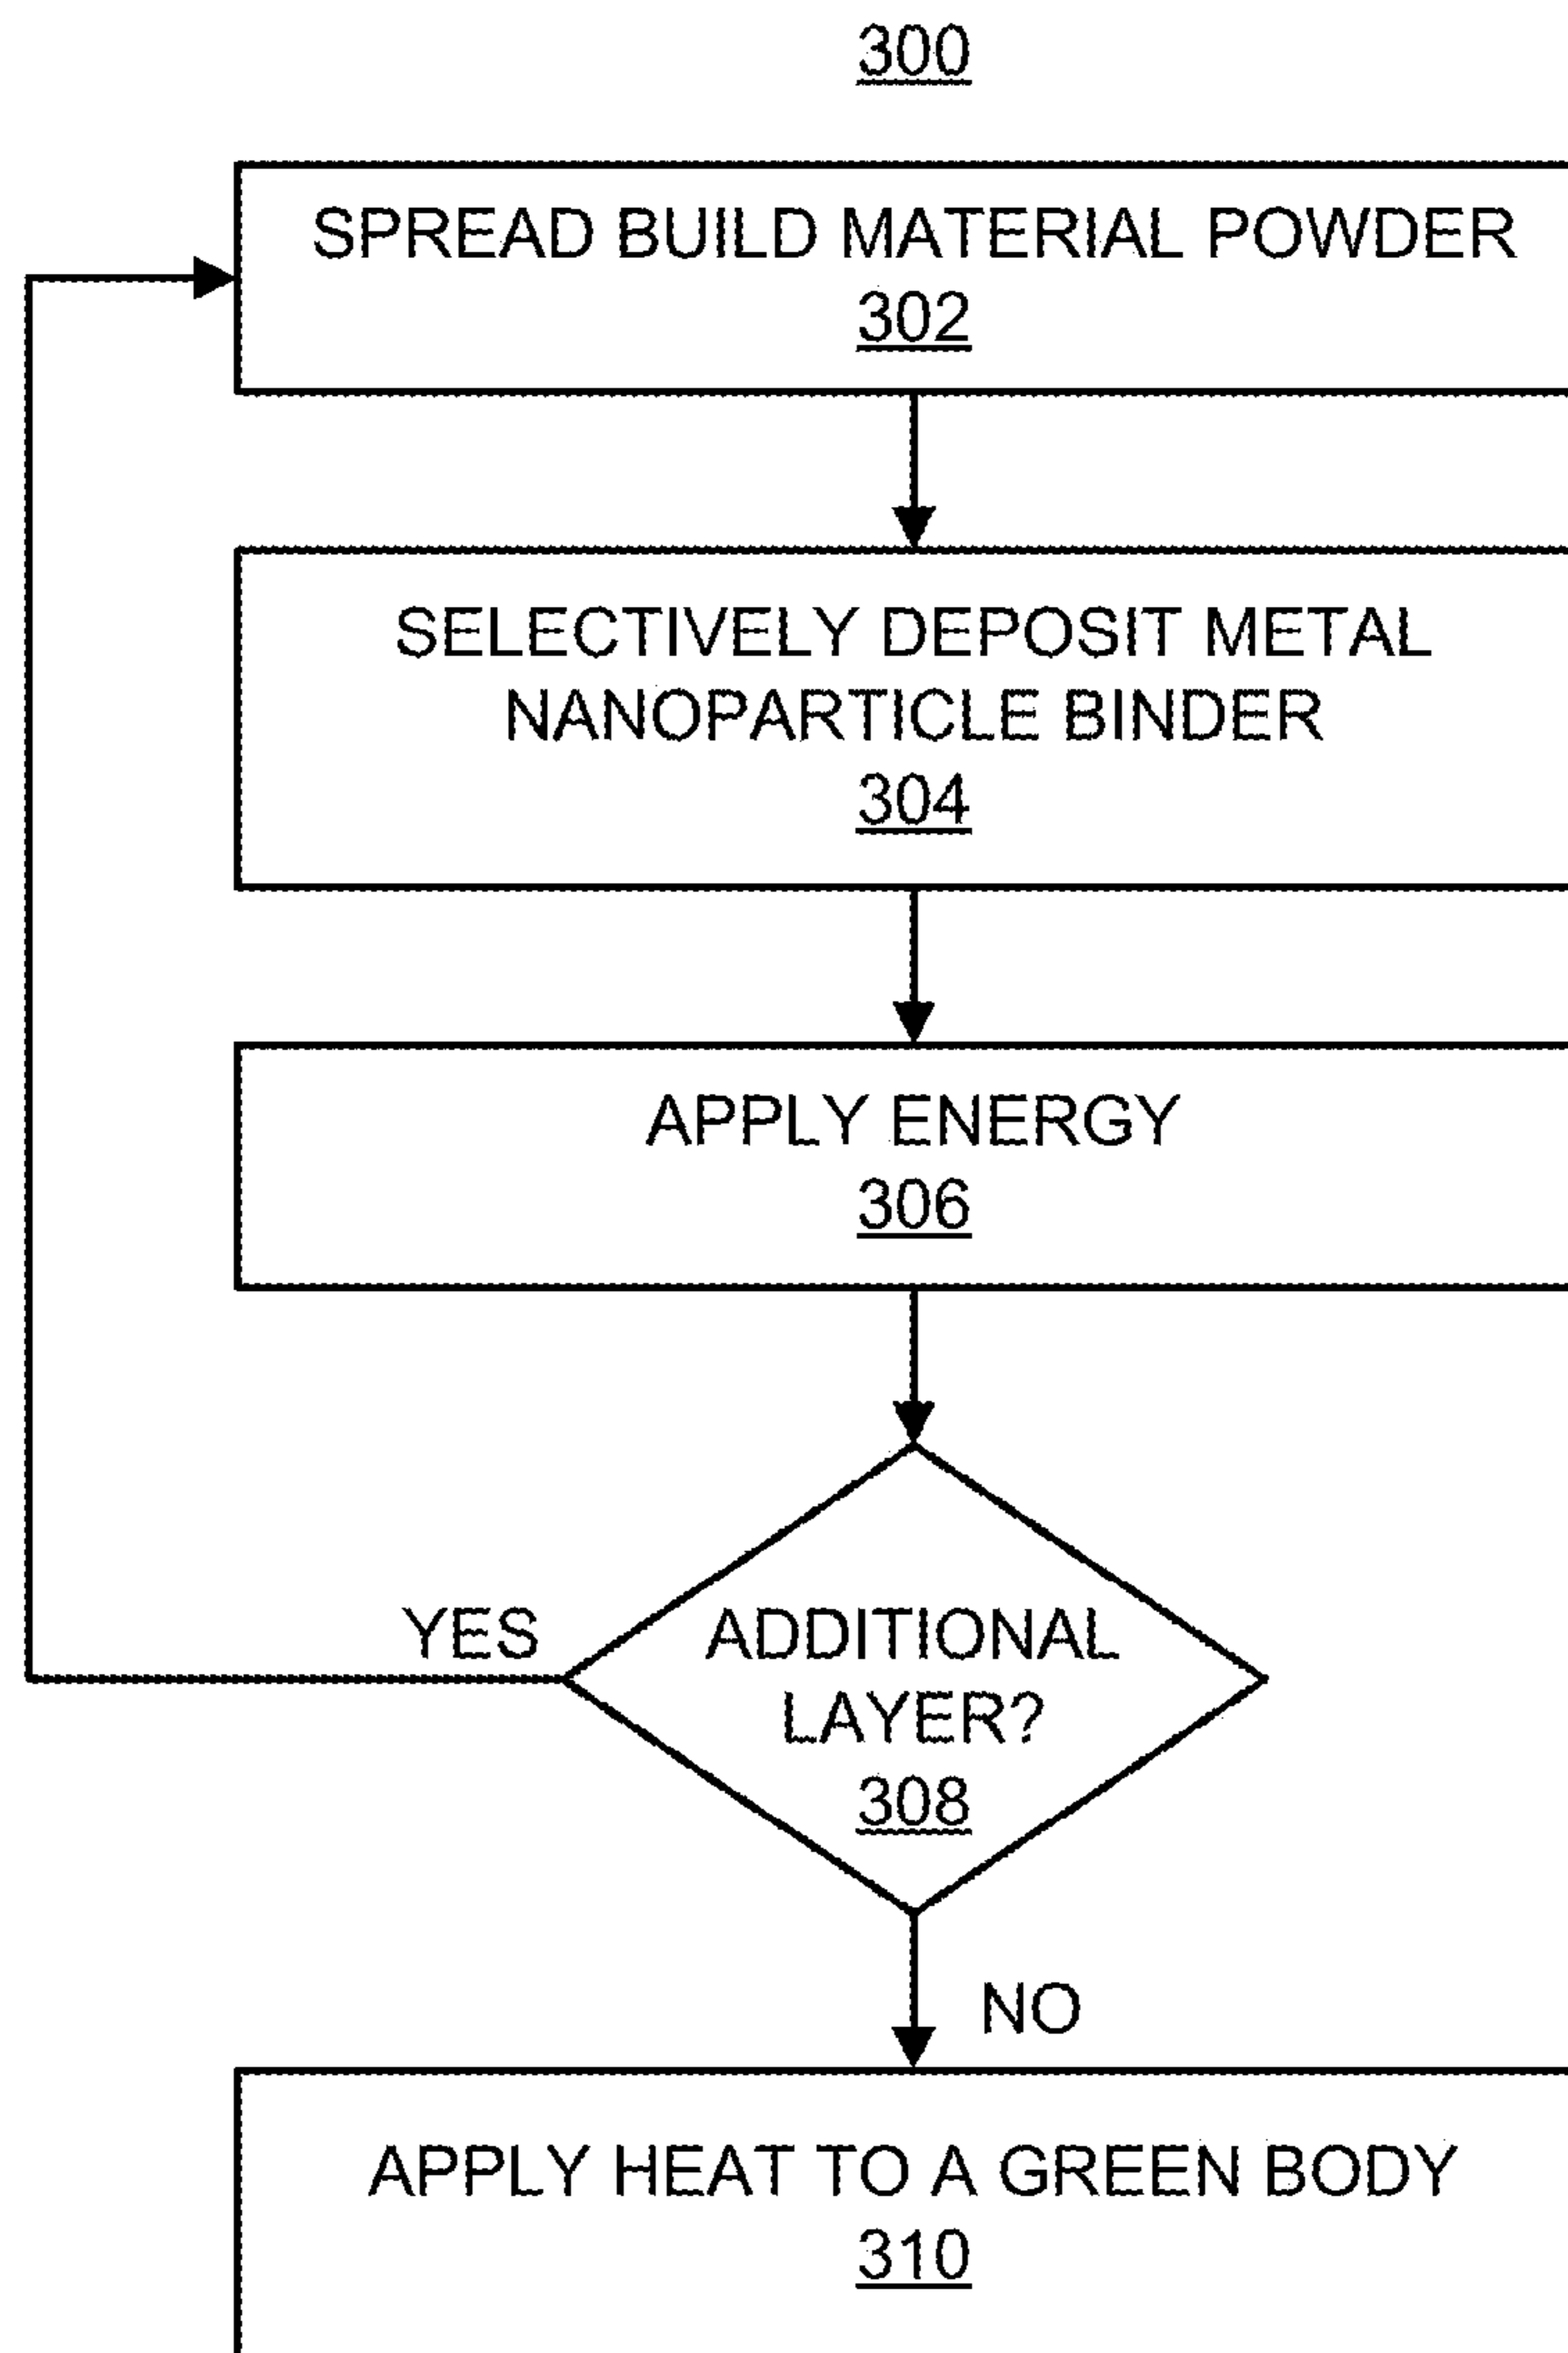 300
SPREAD BUILD MATERIAL POWDER
302
SELECTIVELY DEPOSIT METAL
NANOPARTICLE BINDER
304
APPLY ENERGY
306
YES
ADDITIONAL
LAYER?
308
NO
APPLY HEAT TO A GREEN BODY
310